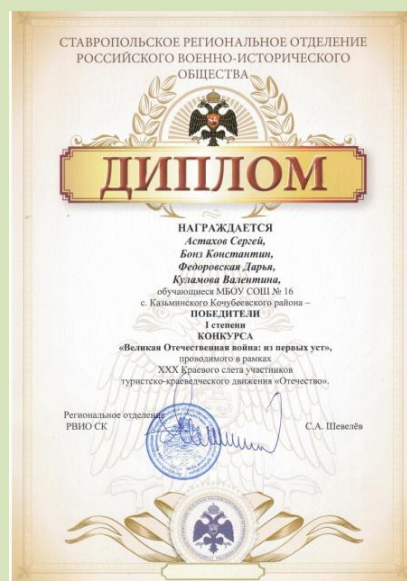 СТАВРОПОЛЬСКОЕ РЕГИОНАЛЬНОЕ ОТДЕЛЕНИЕ
РОССИЙСКОГО ВОЕННО-ИСТОРИЧЕСКОГО
ОБЩЕСТВА
ДИПЛОМ
НАГРАЖДАЕТСЯ
Астахов Сергей,
Бонз Константин,
Федоровская Дарья,
Куламова Валентина,
обучающиеся МБОУ СОШ № 16
с. Казьминского Кочубеевского района –
ПОБЕДИТЕЛИ
I степени
КОНКУРСА
«Великая Отечественная война: из первых уст»,
проводимого в рамках
XXX Краевого слета участников
туристско-краеведческого движения «Отечество».
Региональное отделение
РВИО СК
С.А. Шевелёв